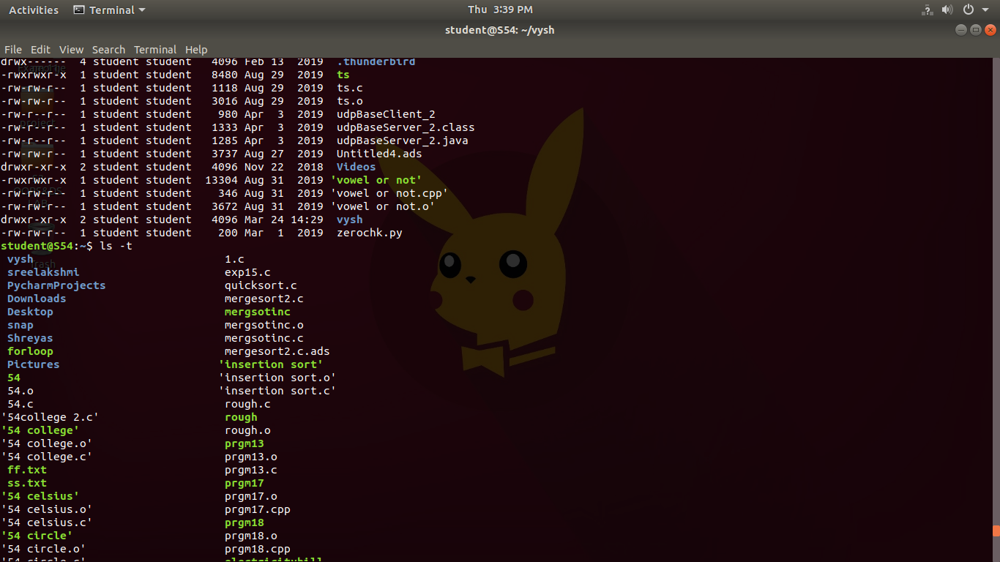 Activities Terminal Thu 3:39 PM
student@S54: ~/vysh
File Edit View Search Terminal Help
drwx------ 4 student student 4096 Feb 13 2019 .thunderbird
-rwxrwxr-x 1 student student 8480 Aug 29 2019 ts
-rw-rw-r-- 1 student student 1118 Aug 29 2019 ts.c
-rw-rw-r-- 1 student student 3016 Aug 29 2019 ts.o
-rw-r--r-- 1 student student 980 Apr 3 2019 udpBaseClient_2
-rw-r--r-- 1 student student 1333 Apr 3 2019 udpBaseServer_2.class
-rw-r--r-- 1 student student 1285 Apr 3 2019 udpBaseServer_2.java
-rw-rw-r-- 1 student student 3737 Aug 27 2019 Untitled4.ads
drwxr-xr-x 2 student student 4096 Nov 22 2018 Videos
-rwxrwxr-x 1 student student 13304 Aug 31 2019 'vowel or not'
-rw-rw-r-- 1 student student 346 Aug 31 2019 'vowel or not.cpp'
-rw-rw-r-- 1 student student 3672 Aug 31 2019 'vowel or not.o'
drwxr-xr-x 2 student student 4096 Mar 24 14:29 vysh
-rw-rw-r-- 1 student student 200 Mar 1 2019 zerochk.py
student@S54:~$ ls -t
vysh 1.c
sreelakshmi exp15.c
PycharmProjects quicksort.c
Downloads mergesort2.c
Desktop mergsotinc
snap mergsotinc.o
Shreyas mergsotinc.c
forloop mergesort2.c.ads
Pictures 'insertion sort'
54 'insertion sort.o'
54.o 'insertion sort.c'
54.c rough.c
'54college 2.c' rough
'54 college' rough.o
'54 college.o' prgm13
'54 college.c' prgm13.o
ff.txt prgm13.c
ss.txt prgm17
'54 celsius' prgm17.o
'54 celsius.o' prgm17.cpp
'54 celsius.c' prgm18
'54 circle' prgm18.o
'54 circle.o' prgm18.cpp
'54 circle.c' electricitybill